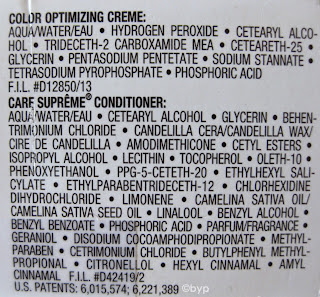 COLOR OPTIMIZING CREME:
AQUA/WATER/EAU • HYDROGEN PEROXIDE • CETEARYL ALCO-
HOL • TRIDECETH-2 CARBOXAMIDE MEA • CETEARETH-25 •
GLYCERIN • PENTASODIUM PENTETATE • SODIUM STANNATE •
TETRASODIUM PYROPHOSPHATE • PHOSPHORIC ACID
F.I.L. #D12850/13
CARE SUPRÊME® CONDITIONER:
AQUA/WATER/EAU • CETEARYL ALCOHOL • GLYCERIN • BEHEN-
TRIMONIUM CHLORIDE • CANDELILLA CERA/CANDELILLA WAX/
CIRE DE CANDELILLA • AMODIMETHICONE • CETYL ESTERS •
ISOPROPYL ALCOHOL • LECITHIN • TOCOPHEROL • OLETH-10 •
PHENOXYETHANOL • PPG-5-CETETH-20 • ETHYLHEXYL SALI-
CYLATE • ETHYLPARABENTRIDECETH-12 • CHLORHEXIDINE
DIHYDROCHLORIDE • LIMONENE • CAMELINA SATIVA OIL/
CAMELINA SATIVA SEED OIL • LINALOOL • BENZYL ALCOHOL •
BENZYL BENZOATE • PHOSPHORIC ACID • PARFUM/FRAGRANCE •
GERANIOL • DISODIUM COCOAMPHODIPROPIONATE • METHYL-
PARABEN • CETRIMONIUM CHLORIDE • BUTYLPHENYL METHYL-
PROPIONAL • CITRONELLOL • HEXYL CINNAMAL • AMYL
CINNAMAL F.I.L. #D42419/2
U.S. PATENTS: 6,015,574; 6,221,389
©byp